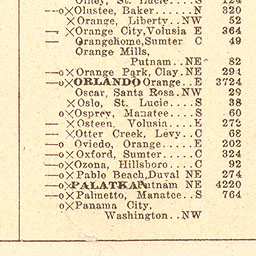 Olney, St. Lucie....S 124
—o✕Olustee, Baker.....N 320
✕Orange, Liberty..NW 52
—✕Orange City,Volusia E 364
— Orangehome,Sumter C 49
Orange Mills,
Putnam..NE 82
—o✕Orange Park, Clay.NE 294
—o✕ORLANDO Orange..E 3724
Oscar, Santa Rosa.NW 29
✕Oslo, St. Lucie....S 38
o✕Osprey, Manatee...S 60
—✕Osteen, Volusia....E 272
—✕Otter Creek, Levy..C 68
o Oviedo, Orange.....E 202
—o✕Oxford, Sumter.....C 324
—o✕Ozona, Hillsboro...C 92
—✕Pablo Beach,Duval NE 274
—o✕PALATKA Putnam NE 4220
—o✕Palmetto, Manatee..S 764
o✕Panama City,
Washington..NW